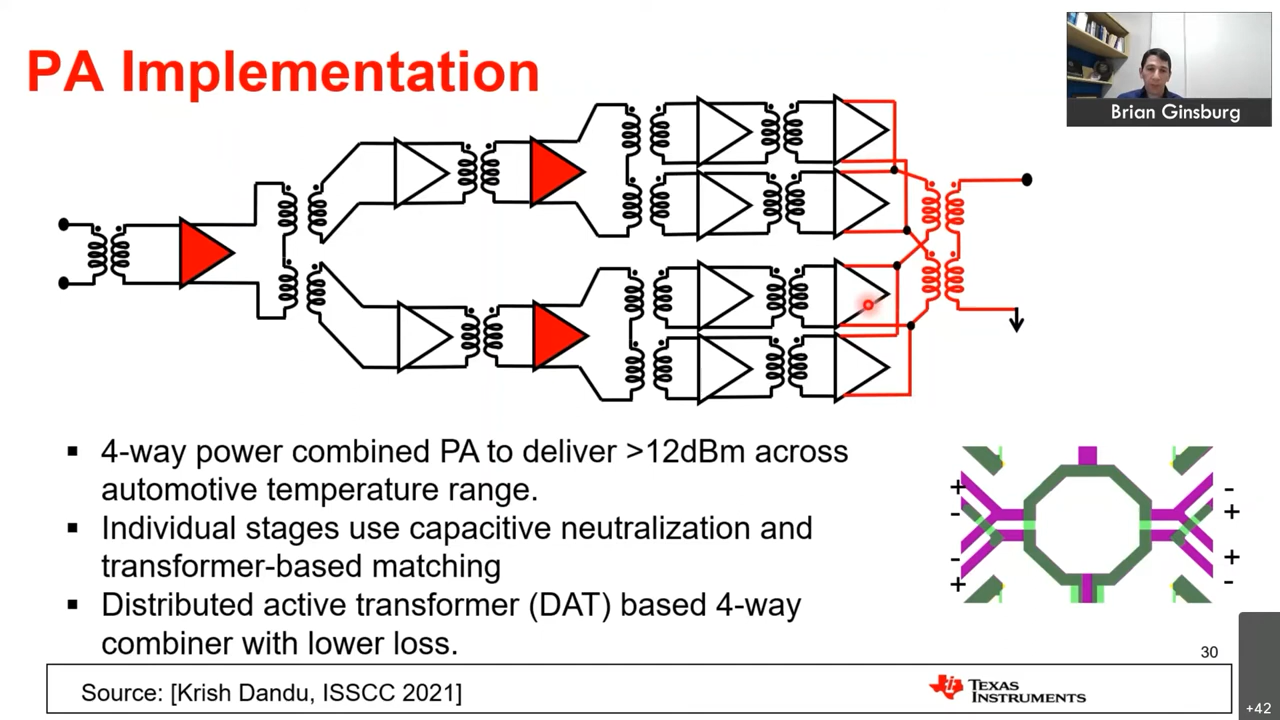 PA Implementation
Brian Ginsburg
▪ 4-way power combined PA to deliver >12dBm across
automotive temperature range.
▪ Individual stages use capacitive neutralization and
transformer-based matching
▪ Distributed active transformer (DAT) based 4-way
combiner with lower loss.
+ -
- +
- +
+ -
30
Source: [Krish Dandu, ISSCC 2021]
TEXAS
INSTRUMENTS
+42